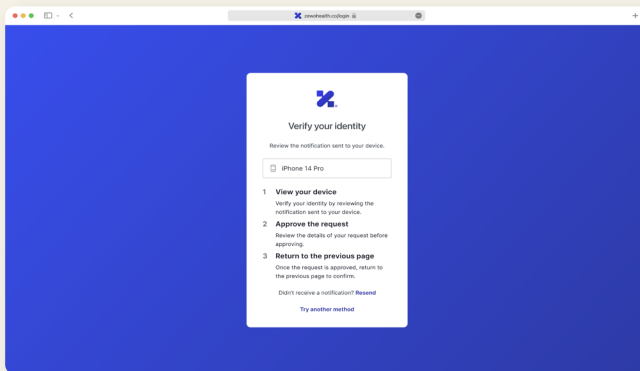 zowohealth.co/login
Verify your identity
Review the notification sent to your device.
iPhone 14 Pro
1 View your device
Verify your identity by reviewing the
notification sent to your device.
2 Approve the request
Review the details of your request before
approving.
3 Return to the previous page
Once the request is approved, return to
the previous page to confirm.
Didn't receive a notification? Resend
Try another method